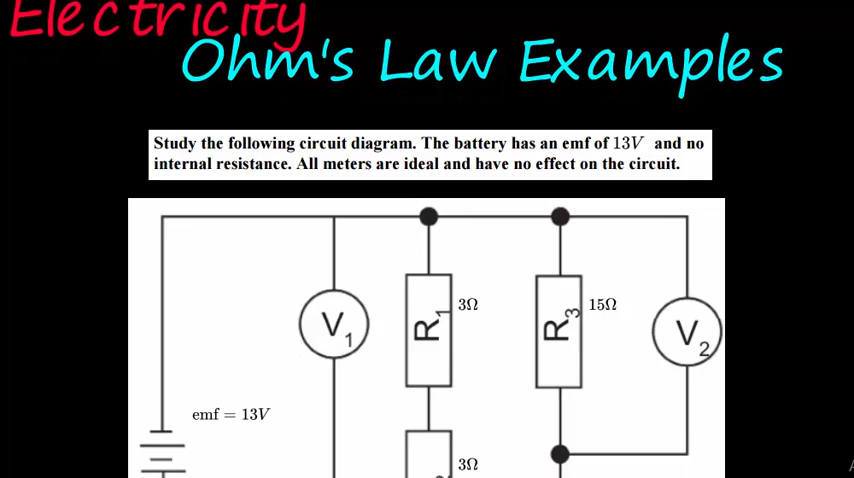 Electricity
Ohm's Law Examples
Study the following circuit diagram. The battery has an emf of 13V and no
internal resistance. All meters are ideal and have no effect on the circuit.
V1
R1
3Ω
R3
15Ω
V2
emf = 13V
3Ω